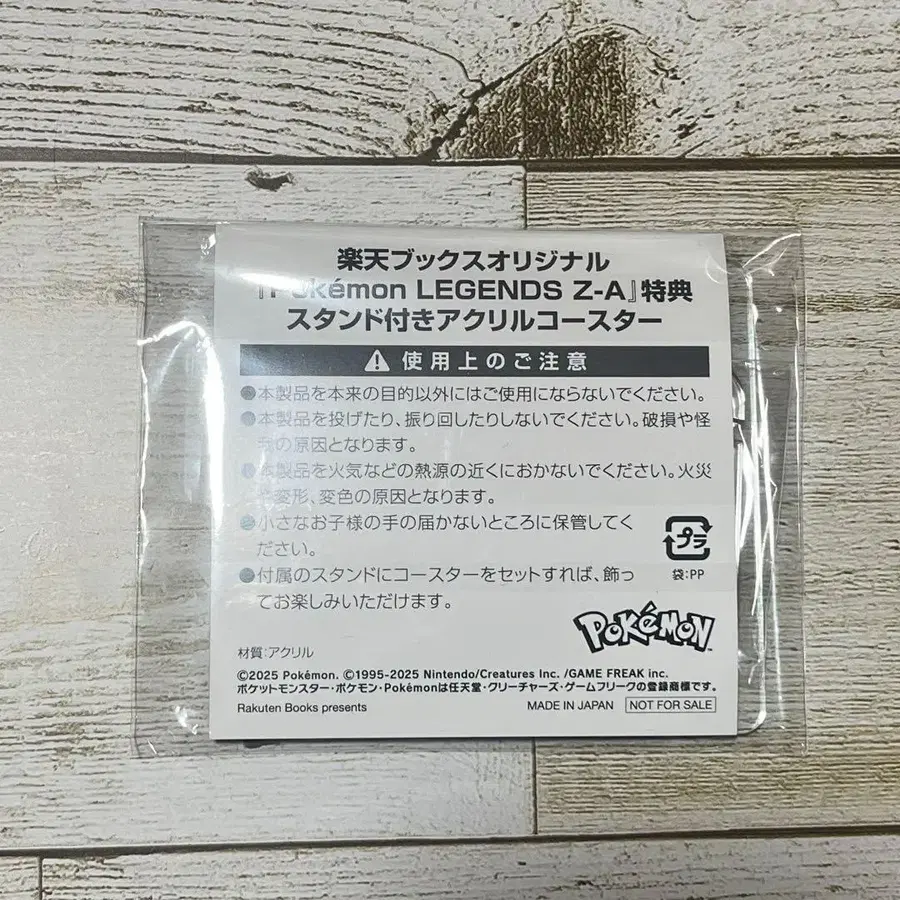 楽天ブックスオリジナル
『Pokémon LEGENDS Z-A』特典
スタンド付きアクリルコースター
使用上のご注意
●本製品を本来の目的以外にはご使用にならないでください。
●本製品を投げたり、振り回したりしないでください。破損や怪
我の原因となります。
●本製品を火気などの熱源の近くにおかないでください。火災
や変形、変色の原因となります。
●小さなお子様の手の届かないところに保管してく
ださい。
●付属のスタンドにコースターをセットすれば、飾っ
てお楽しみいただけます。
プラ
袋:PP
POKéMON
材質:アクリル
©2025 Pokémon. ©1995-2025 Nintendo/Creatures Inc. /GAME FREAK inc.
ポケットモンスター・ポケモン・Pokémonは任天堂・クリーチャーズ・ゲームフリークの登録商標です。
Rakuten Books presents MADE IN JAPAN NOT FOR SALE